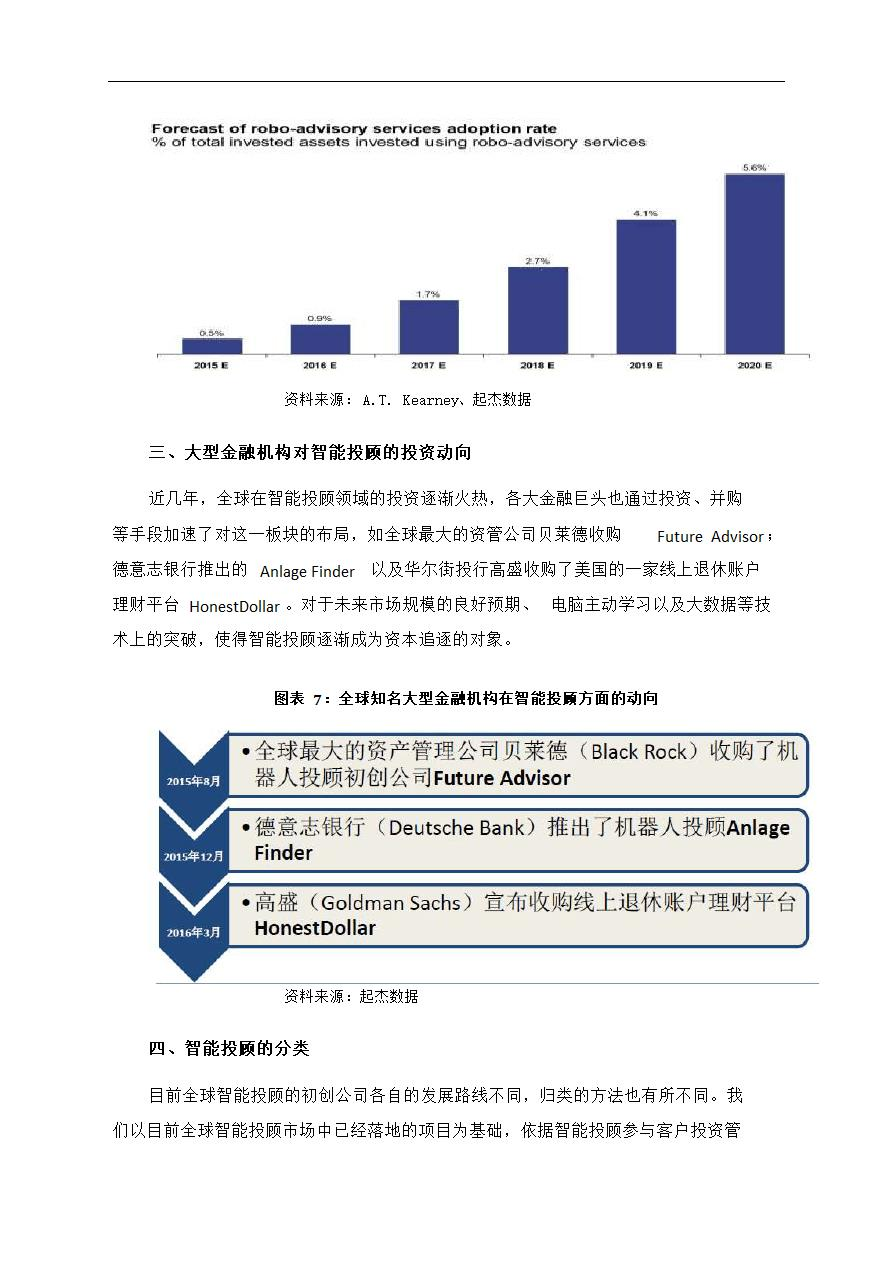 Forecast of robo-advisory services adoption rate
% of total invested assets invested using robo-advisory services
5.6%
4.1%
2.7%
1.7%
0.9%
0.5%
2015 E 2016 E 2017 E 2018 E 2019 E 2020 E
资料来源：A.T. Kearney、起杰数据
三、大型金融机构对智能投顾的投资动向
近几年，全球在智能投顾领域的投资逐渐火热，各大金融巨头也通过投资、并购
等手段加速了对这一板块的布局，如全球最大的资管公司贝莱德收购 Future Advisor；
德意志银行推出的 Anlage Finder 以及华尔街投行高盛收购了美国的一家线上退休账户
理财平台 HonestDollar 。对于未来市场规模的良好预期、 电脑主动学习以及大数据等技
术上的突破，使得智能投顾逐渐成为资本追逐的对象。
图表 7：全球知名大型金融机构在智能投顾方面的动向
2015年8月
•全球最大的资产管理公司贝莱德（Black Rock）收购了机
器人投顾初创公司Future Advisor
2015年12月
•德意志银行（Deutsche Bank）推出了机器人投顾Anlage
Finder
2016年3月
•高盛（Goldman Sachs）宣布收购线上退休账户理财平台
HonestDollar
资料来源：起杰数据
四、智能投顾的分类
目前全球智能投顾的初创公司各自的发展路线不同，归类的方法也有所不同。我
们以目前全球智能投顾市场中已经落地的项目为基础，依据智能投顾参与客户投资管